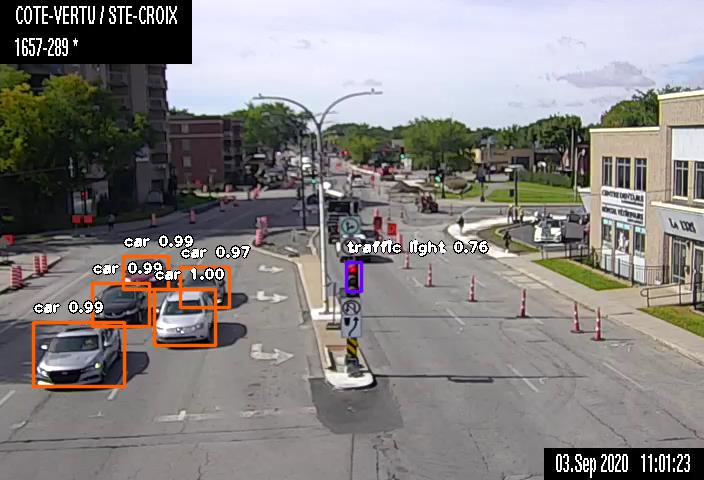 COTE-VERTU / STE-CROIX
1657-289 *
car 0.99
car 0.97
car 0.99
car 1.00
car 0.99
traffic light 0.76
CENTRE DENTAIRE
03.Sep 2020 11:01:23